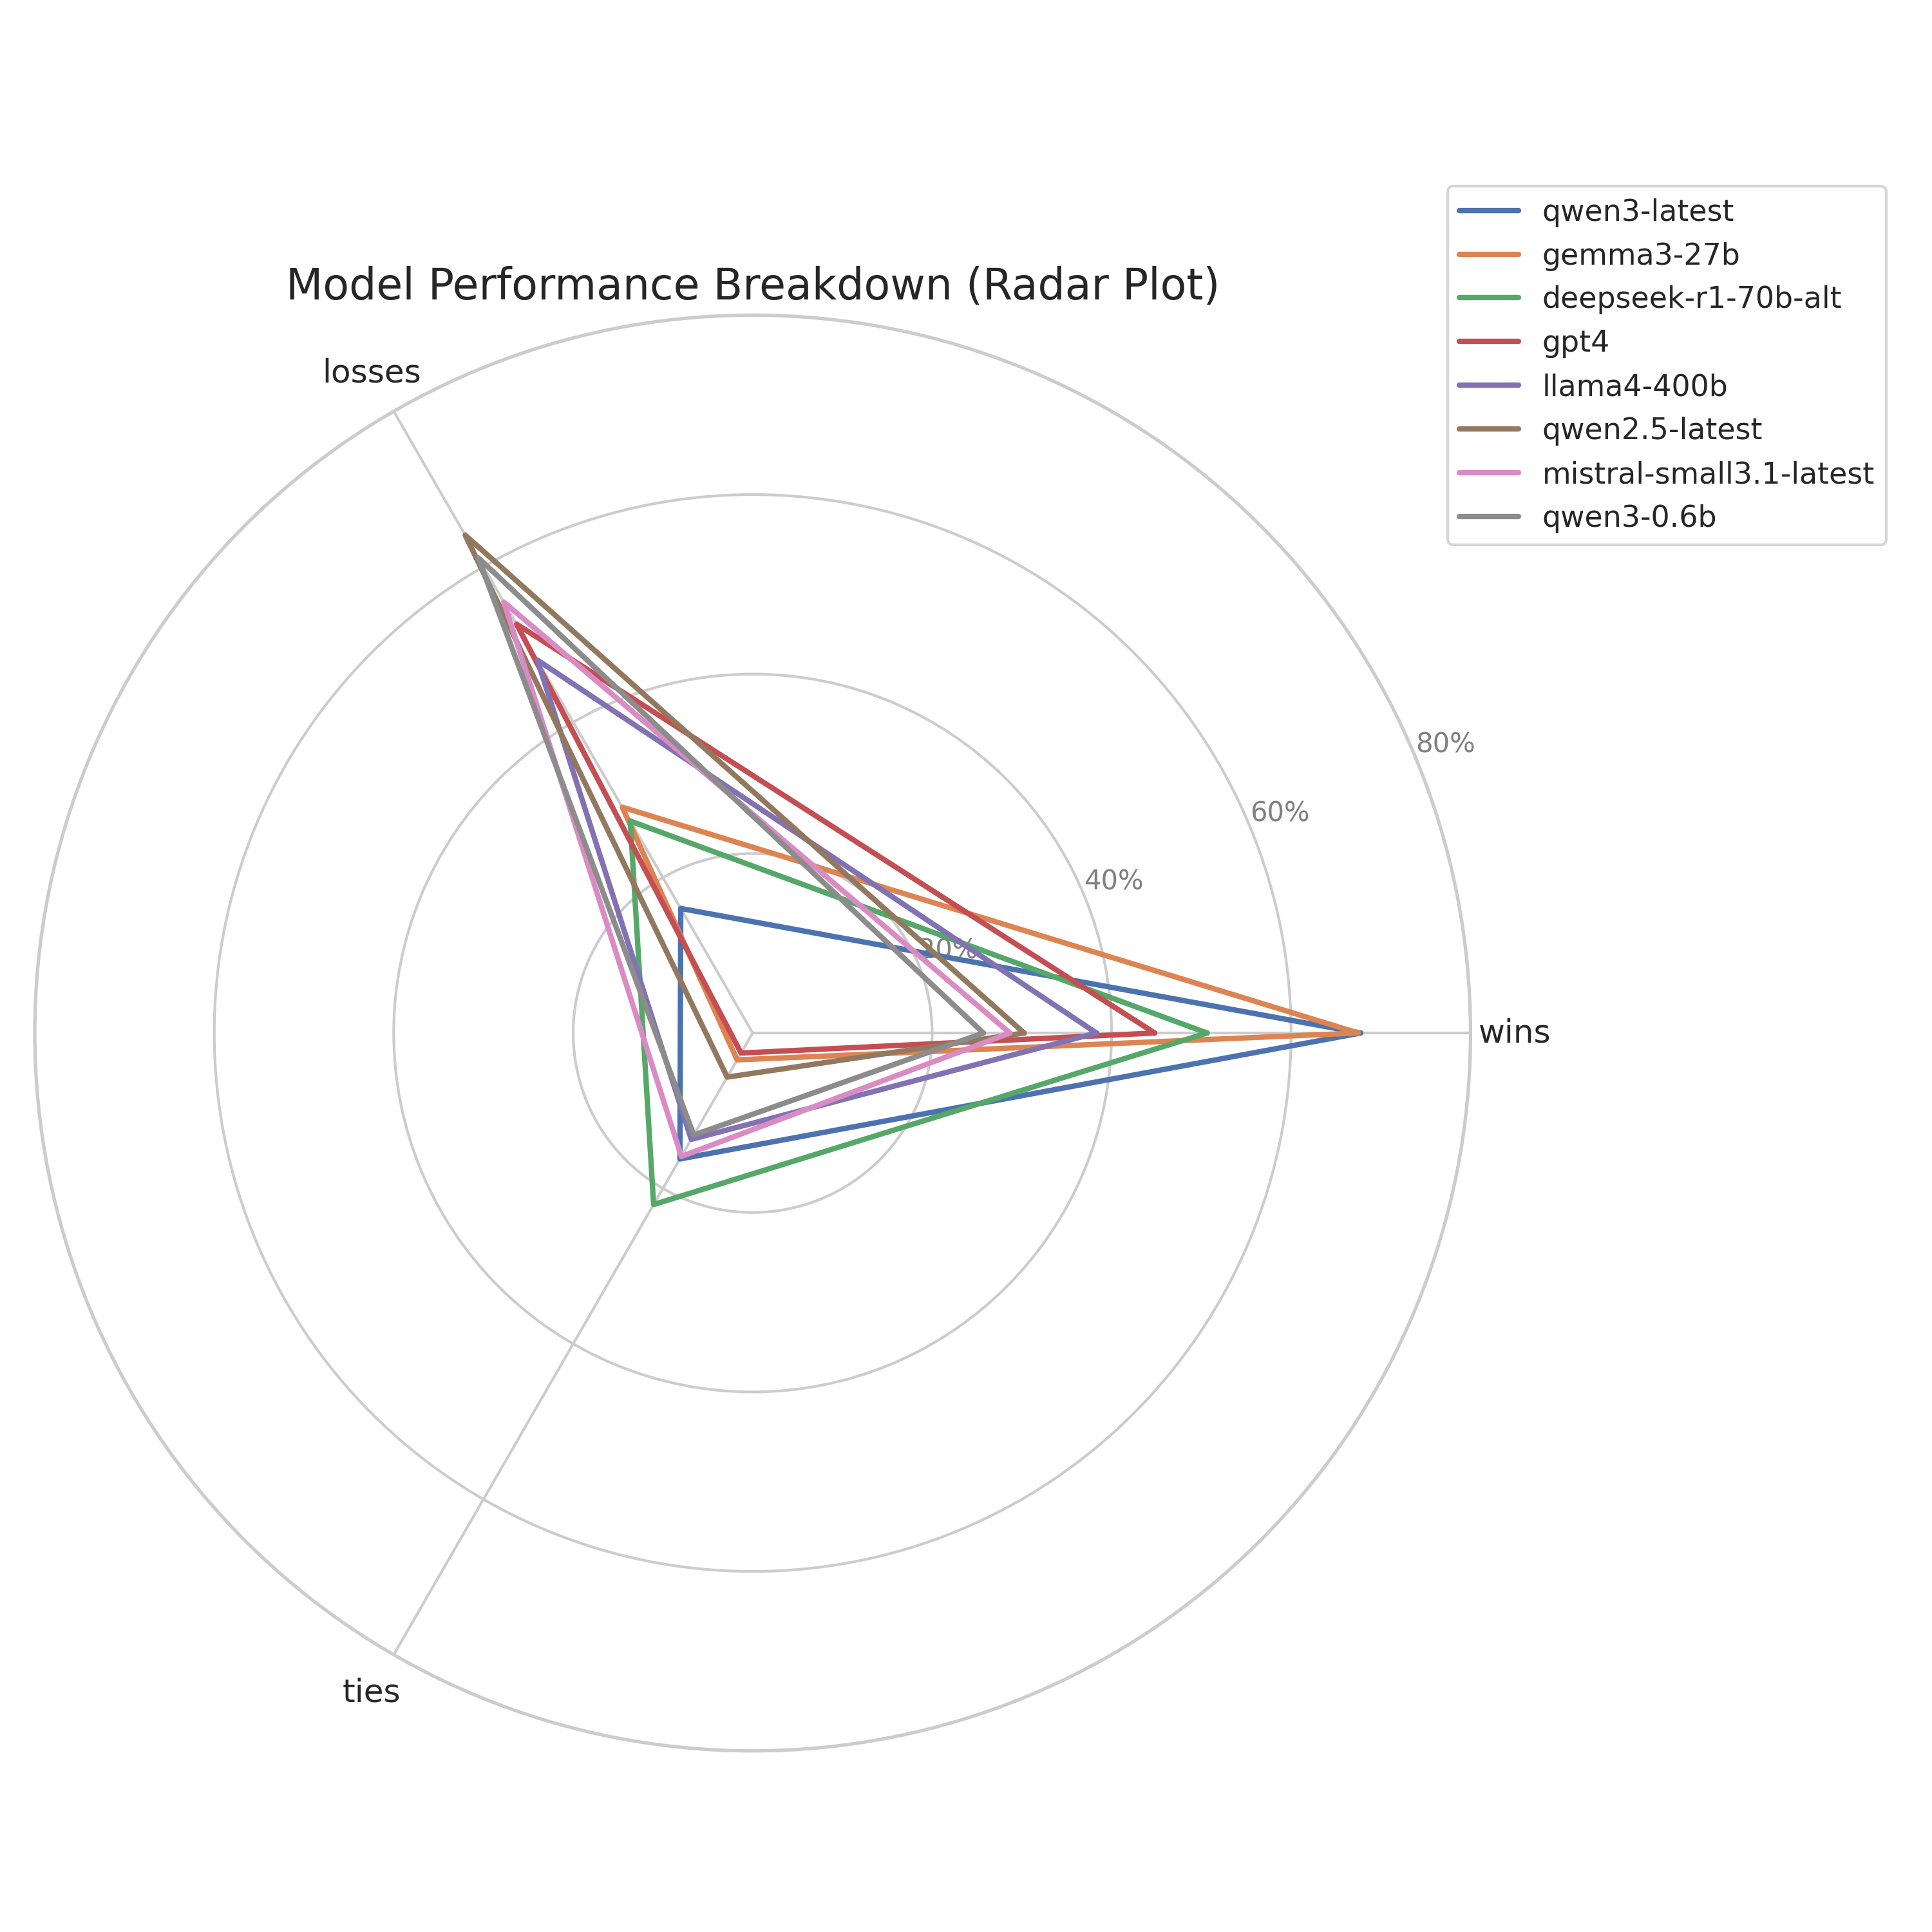 qwen3-latest
gemma3-27b
deepseek-r1-70b-alt
gpt4
llama4-400b
qwen2.5-latest
mistral-small3.1-latest
qwen3-0.6b
Model Performance Breakdown (Radar Plot)
losses
80%
60%
40%
20%
wins
ties